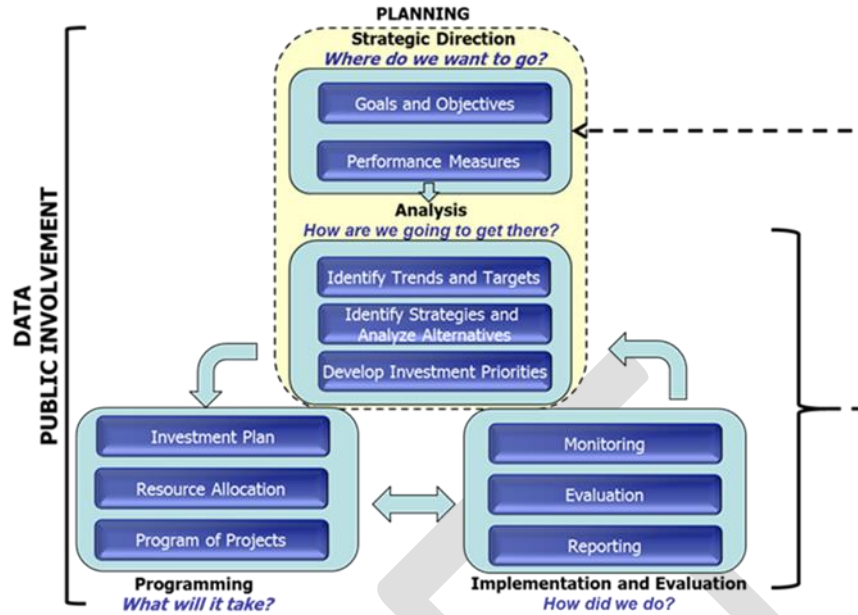 PLANNING
Strategic Direction
Where do we want to go?
Goals and Objectives
Performance Measures
Analysis
How are we going to get there?
Identify Trends and Targets
Identify Strategies and
Analyze Alternatives
Develop Investment Priorities
DATA
PUBLIC INVOLVEMENT
Investment Plan
Resource Allocation
Program of Projects
Programming
What will it take?
Monitoring
Evaluation
Reporting
Implementation and Evaluation
How did we do?